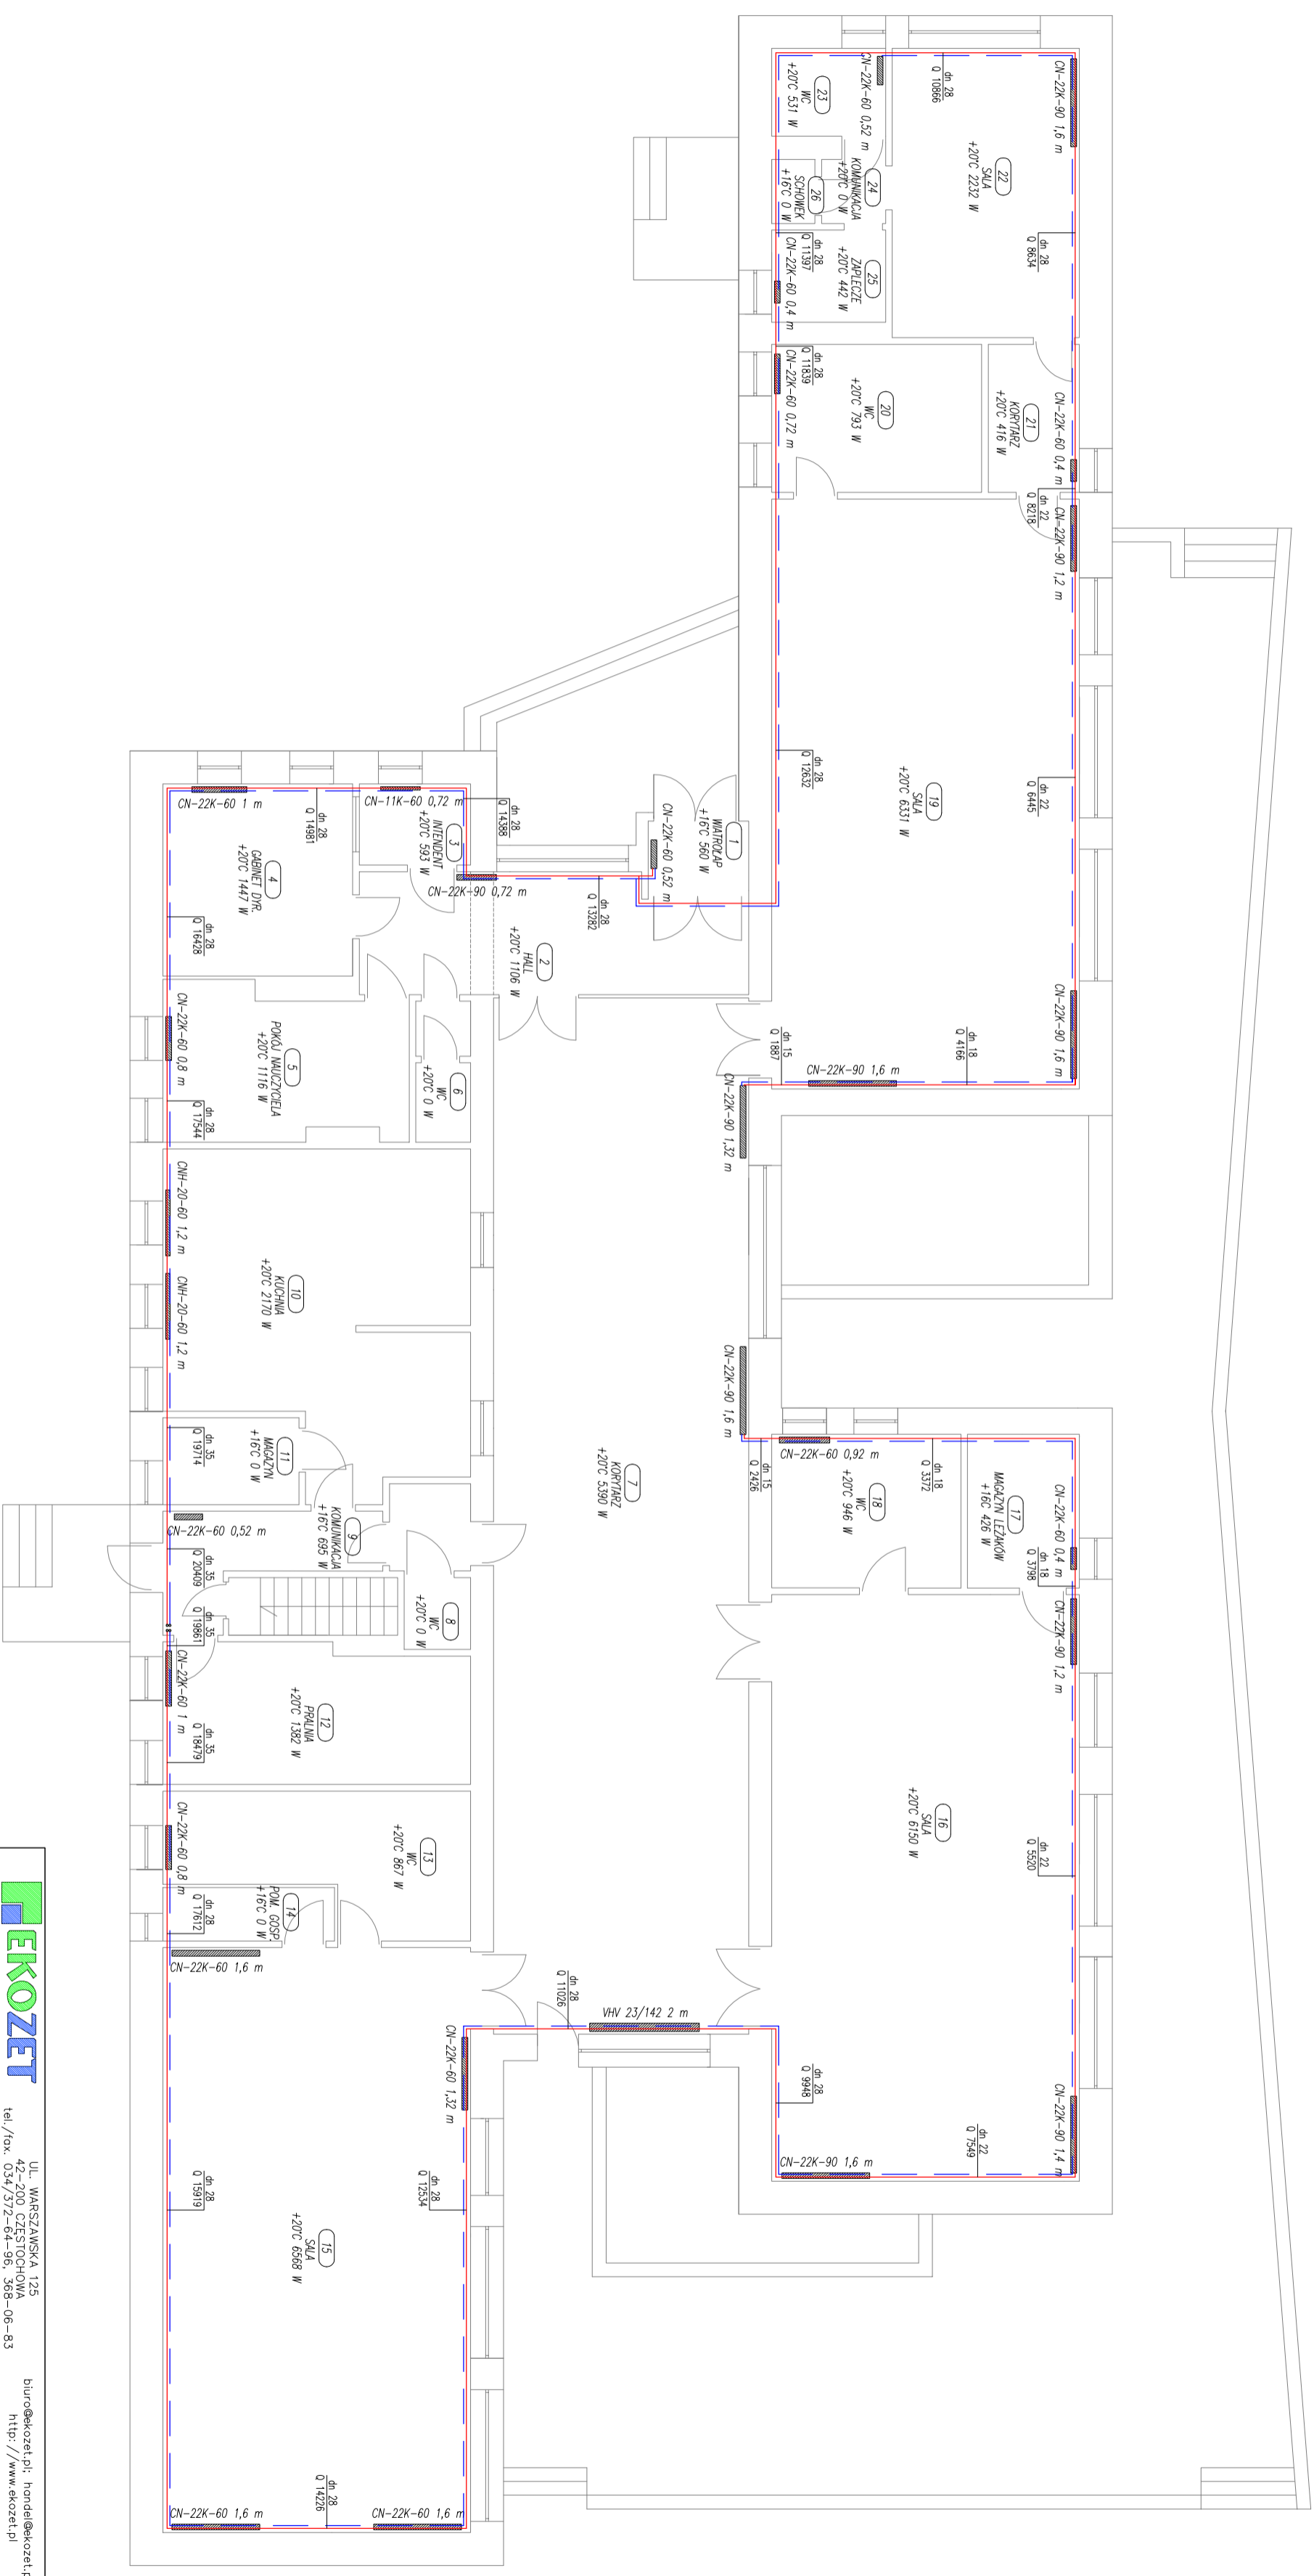 CN-22K-90 1,6 m
dn 28
Q 10866
CN-22K-60 0,52 m
23
WC
+20°C 531 W
22
SALA
+20°C 2232 W
24
KOMUNIKACJA
+20°C 0 W
26
SCHOWEK
+16°C 0 W
dn 28
Q 8634
dn 28
Q 11397
25
ZAPLECZE
+20°C 442 W
CN-22K-60 0,4 m
dn 28
Q 11839
CN-22K-60 0,72 m
20
WC
+20°C 793 W
21
KORYTARZ
+20°C 416 W
CN-22K-60 0,4 m
dn 22
Q 8218
CN-22K-90 1,2 m
dn 28
Q 12632
19
SALA
+20°C 6331 W
dn 22
Q 6445
CN-22K-90 1,6 m
dn 18
Q 4166
dn 15
Q 1887
CN-22K-90 1,6 m
CN-22K-90 1,32 m
1
WIATROŁAP
+16°C 560 W
CN-22K-60 0,52 m
dn 28
Q 14388
CN-11K-60 0,72 m
3
INTENDENT
+20°C 593 W
CN-22K-60 1 m
dn 28
Q 14981
4
GABINET DYR.
+20°C 1447 W
CN-22K-90 0,72 m
dn 28
Q 13282
2
HALL
+20°C 1106 W
dn 28
Q 16428
CN-22K-60 0,8 m
5
POKÓJ NAUCZYCIELA
+20°C 1116 W
6
WC
+20°C 0 W
dn 28
Q 17544
CNH-20-60 1,2 m
10
KUCHNIA
+20°C 2170 W
CNH-20-60 1,2 m
CN-22K-90 1,6 m
7
KORYTARZ
+20°C 5390 W
dn 15
Q 2426
CN-22K-60 0,92 m
18
WC
+20°C 946 W
dn 18
Q 3372
17
MAGAZYN LEŻAKÓW
+16C 426 W
CN-22K-60 0,4 m
dn 18
Q 3798
CN-22K-90 1,2 m
dn 35
Q 19714
11
MAGAZYN
+16°C 0 W
9
KOMUNIKACJA
+16°C 695 W
CN-22K-60 0,52 m
dn 35
Q 20409
8
WC
+20°C 0 W
dn 35
Q 19861
CN-22K-60 1 m
12
PRALNIA
+20°C 1382 W
dn 35
Q 18479
CN-22K-60 0,8 m
13
WC
+20°C 867 W
14
POM. GOSP.
+16°C 0 W
dn 28
Q 17612
CN-22K-60 1,6 m
16
SALA
+20°C 6150 W
dn 22
Q 5520
dn 28
Q 11026
VHV 23/142 2 m
CN-22K-60 1,32 m
dn 28
Q 9948
CN-22K-90 1,6 m
dn 22
Q 7549
CN-22K-90 1,4 m
dn 28
Q 15919
dn 28
Q 12534
15
SALA
+20°C 6568 W
dn 28
Q 14226
CN-22K-60 1,6 m
CN-22K-60 1,6 m
EKOZET
UL. WARSZAWSKA 125
42-200 CZĘSTOCHOWA
tel./fax. 034/372-64-96, 368-06-83
biuro@ekozet.pl; handel@ekozet.p
http://www.ekozet.pl